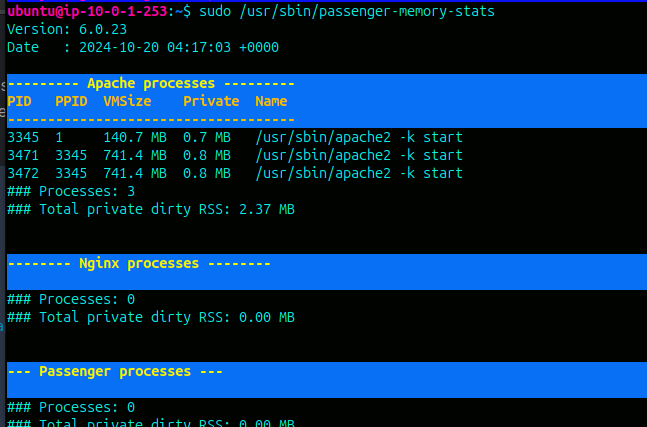 ubuntu@ip-10-0-1-253:~$ sudo /usr/sbin/passenger-memory-stats
Version: 6.0.23
Date   : 2024-10-20 04:17:03 +0000
--------- Apache processes ---------
PID   PPID  VMSize    Private  Name
------------------------------------
3345  1     140.7 MB  0.7 MB   /usr/sbin/apache2 -k start
3471  3345  741.4 MB  0.8 MB   /usr/sbin/apache2 -k start
3472  3345  741.4 MB  0.8 MB   /usr/sbin/apache2 -k start
### Processes: 3
### Total private dirty RSS: 2.37 MB
-------- Nginx processes --------
### Processes: 0
### Total private dirty RSS: 0.00 MB
--- Passenger processes ---
### Processes: 0
### Total private dirty RSS: 0.00 MB